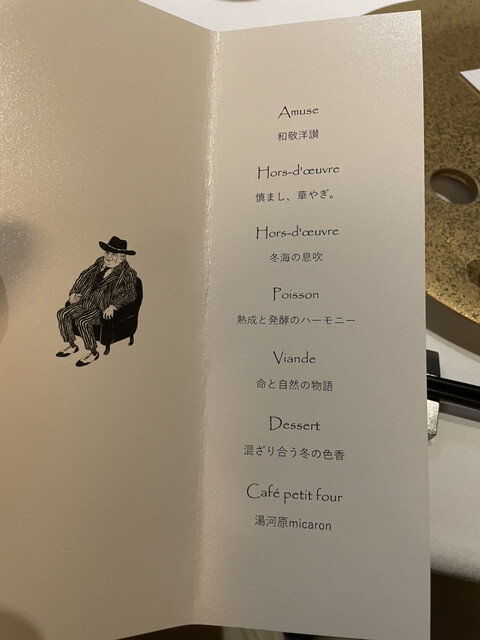 Amuse
和敬洋讃
Hors-d'œuvre
慎まし、華やぎ。
Hors-d'œuvre
冬海の息吹
Poisson
熟成と発酵のハーモニー
Viande
命と自然の物語
Dessert
混ざり合う冬の色香
Café petit four
湯河原micaron